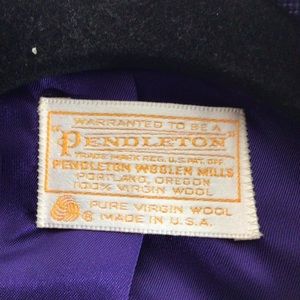 WARRANTED TO BE A
"PENDLETON"
TRADE MARK REG. U.S. PAT. OFF.
PENDLETON WOOLEN MILLS
PORTLAND, OREGON
100% VIRGIN WOOL
PURE VIRGIN WOOL
® MADE IN U.S.A.